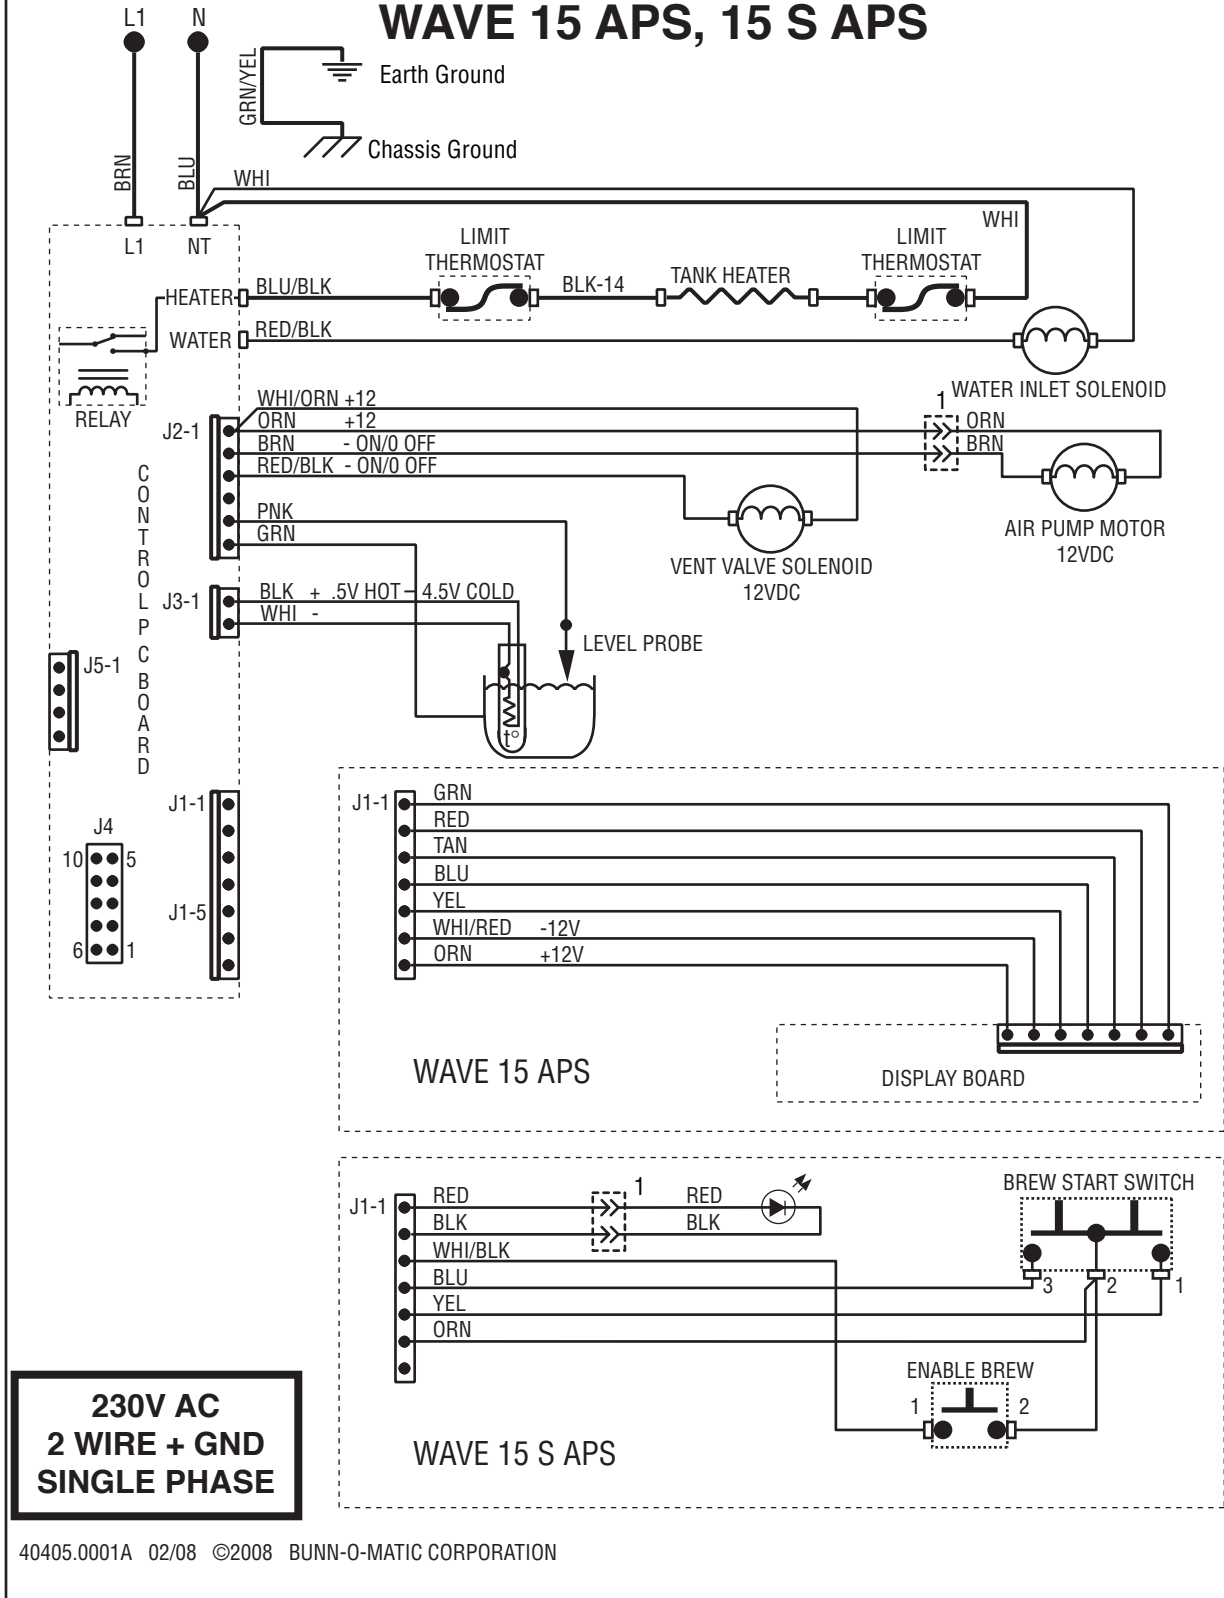 WAVE 15 APS, 15 S APS
L1 N
GRN/YEL
Earth Ground
Chassis Ground
BRN
BLU
WHI
WHI
L1 NT
LIMIT
THERMOSTAT
BLK-14
TANK HEATER
LIMIT
THERMOSTAT
HEATER
BLU/BLK
WATER
RED/BLK
WATER INLET SOLENOID
RELAY
J2-1
WHI/ORN +12
ORN +12
BRN - ON/0 OFF
RED/BLK - ON/0 OFF
PNK
GRN
1
ORN
BRN
AIR PUMP MOTOR
12VDC
VENT VALVE SOLENOID
12VDC
CONTROL P C BOARD
J3-1
BLK + .5V HOT – 4.5V COLD
WHI -
LEVEL PROBE
t°
J5-1
J1-1
J1-5
J4
10 5
6 1
J1-1
GRN
RED
TAN
BLU
YEL
WHI/RED -12V
ORN +12V
WAVE 15 APS
DISPLAY BOARD
J1-1
RED
BLK
WHI/BLK
BLU
YEL
ORN
1
RED
BLK
BREW START SWITCH
3 2 1
ENABLE BREW
1 2
WAVE 15 S APS
230V AC
2 WIRE + GND
SINGLE PHASE
40405.0001A 02/08 ©2008 BUNN-O-MATIC CORPORATION